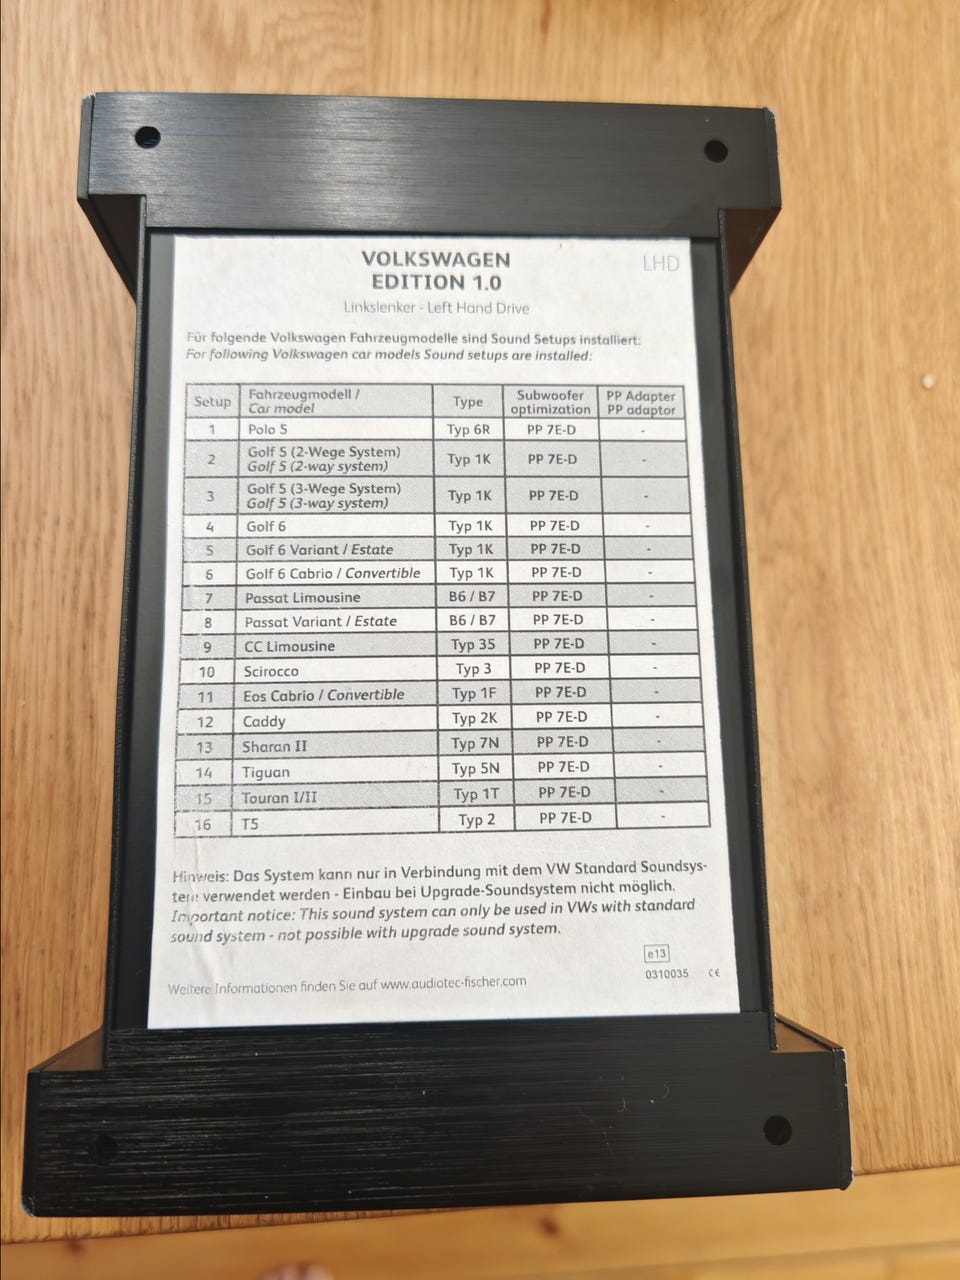 VOLKSWAGEN
EDITION 1.0
LHD
Linkslenker - Left Hand Drive
Für folgende Volkswagen Fahrzeugmodelle sind Sound Setups installiert:
For following Volkswagen car models Sound setups are installed:
Setup Fahrzeugmodell / Car model Type Subwoofer optimization PP Adapter PP adaptor
1 Polo 5 Typ 6R PP 7E-D -
2 Golf 5 (2-Wege System) Golf 5 (2-way system) Typ 1K PP 7E-D -
3 Golf 5 (3-Wege System) Golf 5 (3-way system) Typ 1K PP 7E-D -
4 Golf 6 Typ 1K PP 7E-D -
5 Golf 6 Variant / Estate Typ 1K PP 7E-D -
6 Golf 6 Cabrio / Convertible Typ 1K PP 7E-D -
7 Passat Limousine B6 / B7 PP 7E-D -
8 Passat Variant / Estate B6 / B7 PP 7E-D -
9 CC Limousine Typ 35 PP 7E-D -
10 Scirocco Typ 3 PP 7E-D -
11 Eos Cabrio / Convertible Typ 1F PP 7E-D -
12 Caddy Typ 2K PP 7E-D -
13 Sharan II Typ 7N PP 7E-D -
14 Tiguan Typ 5N PP 7E-D -
15 Touran I/II Typ 1T PP 7E-D -
16 T5 Typ 2 PP 7E-D -
Hinweis: Das System kann nur in Verbindung mit dem VW Standard Soundsys-
tem verwendet werden - Einbau bei Upgrade-Soundsystem nicht möglich.
Important notice: This sound system can only be used in VWs with standard
sound system - not possible with upgrade sound system.
e13
0310035 CE
Weitere Informationen finden Sie auf www.audiotec-fischer.com